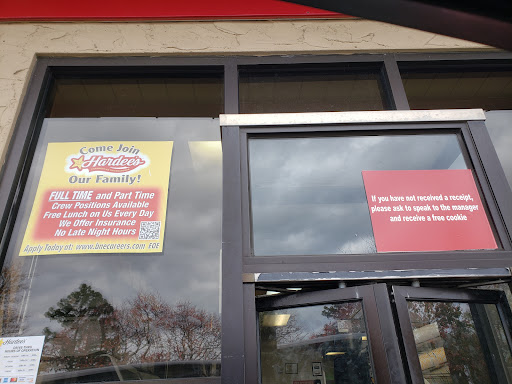 Come Join
Hardee's
Our Family!
FULL TIME and Part Time
Crew Positions Available
Free Lunch on Us Every Day
We Offer Insurance
No Late Night Hours
Apply Today at: www.bnecareers.com EOE
If you have not received a receipt,
please ask to speak to the manager
and receive a free cookie
Hardee's